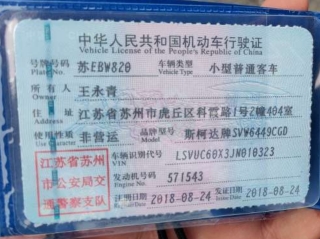 中华人民共和国机动车行驶证
Vehicle License of the People's Republic of China
号牌号码 苏EBW820 车辆类型 小型普通客车
Plate No. Vehicle Type
所有人 王永青
Owner
住址 江苏省苏州市虎丘区科霞路1号2幢404室
Address
使用性质 非营运 品牌型号 斯柯达牌SVW6449CGD
Use Character Model
江苏省苏州市公安局交通警察支队
车辆识别代号 LSVUC60X3JN010323
VIN
发动机号码 571543
Engine No.
注册日期 2018-08-24 发证日期 2018-08-24
Register Date Issue Date